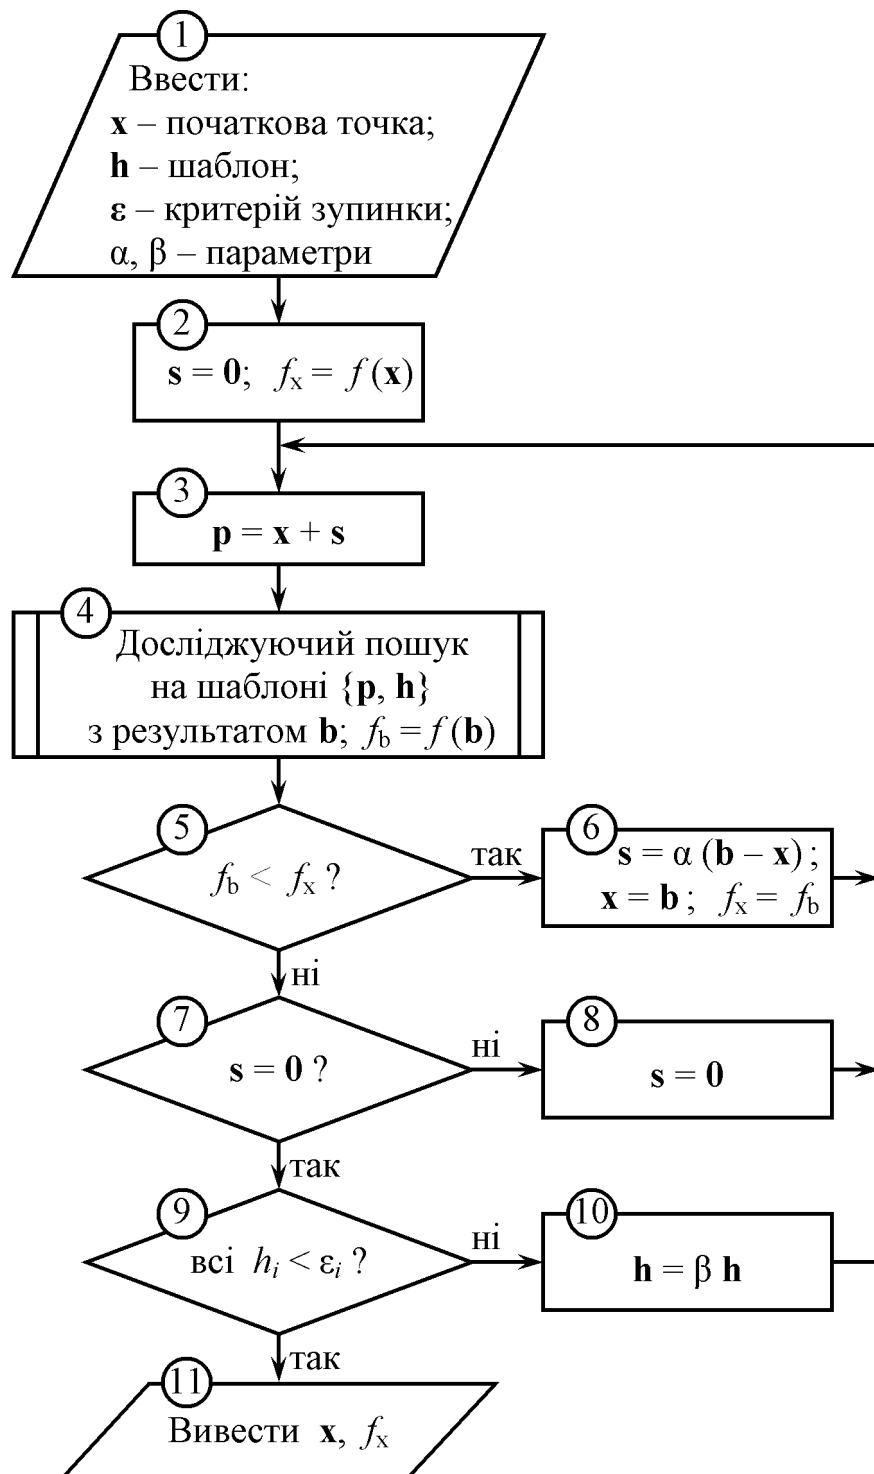 1
Ввести:
x – початкова точка;
h – шаблон;
ε – критерій зупинки;
α, β – параметри
2
s = 0; fx = f (x)
3
p = x + s
4
Досліджуючий пошук
на шаблоні {p, h}
з результатом b; fb = f (b)
5
fb < fx ?
так
6
s = α (b – x) ;
x = b ; fx = fb
ні
7
s = 0 ?
ні
8
s = 0
так
9
всі hi < εi ?
ні
10
h = β h
так
11
Вивести x, fx